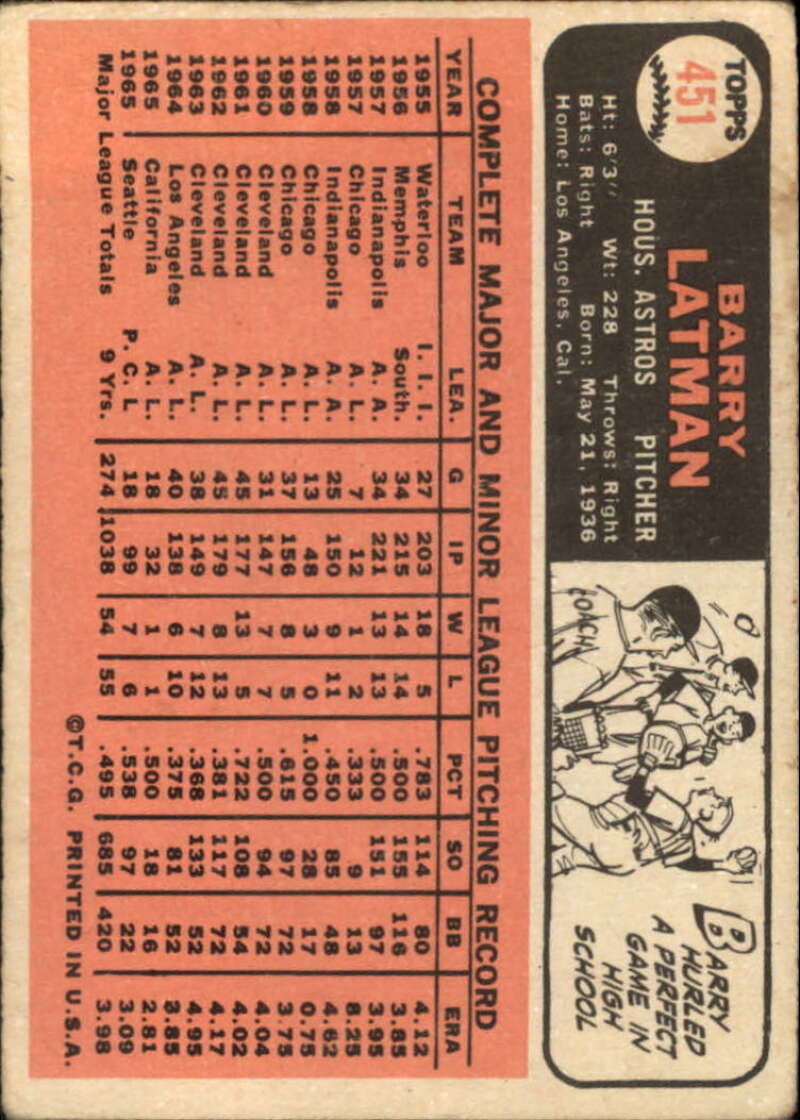 TOPPS
451
BARRY
LATMAN
HOUS. ASTROS PITCHER
Ht: 6'3'' Wt: 228 Throws: Right
Bats: Right Born: May 21, 1936
Home: Los Angeles, Cal.
COACH
BARRY
HURLED
A PERFECT
GAME IN
HIGH
SCHOOL
COMPLETE MAJOR AND MINOR LEAGUE PITCHING RECORD
YEAR TEAM LEA. G IP W L PCT SO BB ERA
1955 Waterloo I. I. I. 27 203 18 5 .783 114 80 4.12
1956 Memphis South. 34 215 14 14 .500 155 116 3.85
1957 Indianapolis A. A. 34 221 13 13 .500 151 97 3.95
1957 Chicago A. L. 7 12 1 2 .333 9 13 8.25
1958 Indianapolis A. A. 25 150 9 11 .450 85 48 4.62
1958 Chicago A. L. 13 48 3 0 1.000 28 17 0.75
1959 Chicago A. L. 37 156 8 5 .615 97 72 3.75
1960 Cleveland A. L. 31 147 7 7 .500 94 72 4.04
1961 Cleveland A. L. 45 177 13 5 .722 108 54 4.02
1962 Cleveland A. L. 45 179 8 13 .381 117 72 4.17
1963 Cleveland A. L. 38 149 7 12 .368 133 52 4.95
1964 Los Angeles A. L. 40 138 6 10 .375 81 52 3.85
1965 California A. L. 18 32 1 1 .500 18 16 2.81
1965 Seattle P. C. L 18 99 7 6 .538 97 22 3.09
Major League Totals 9 Yrs. 274 1038 54 55 .495 685 420 3.98
©T.C.G. PRINTED IN U.S.A.